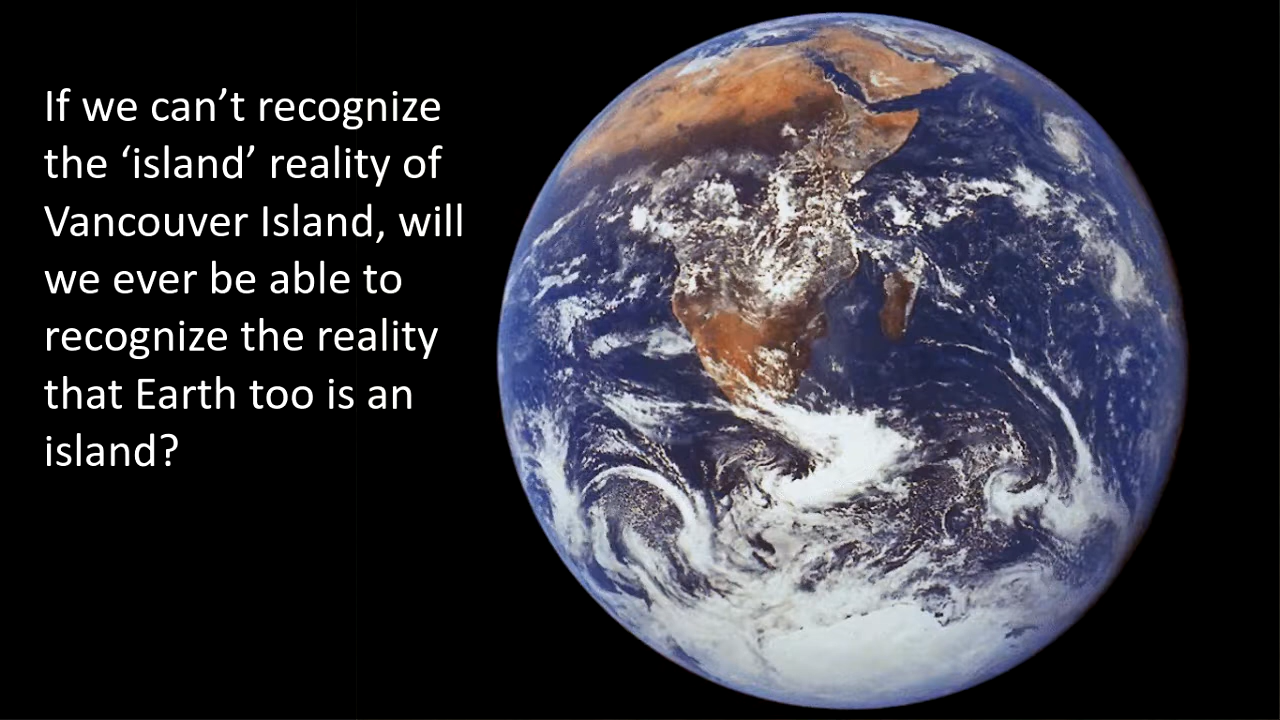 If we can’t recognize
the ‘island’ reality of
Vancouver Island, will
we ever be able to
recognize the reality
that Earth too is an
island?